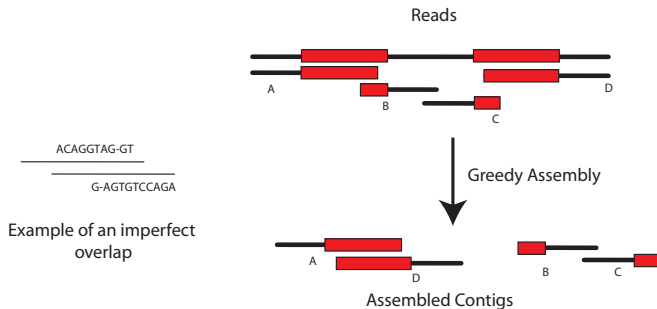 Reads
A
D
B
C
ACAGGTAG-GT
G-AGTGTCCAGA
Example of an imperfect
overlap
Greedy Assembly
A
D
B
C
Assembled Contigs